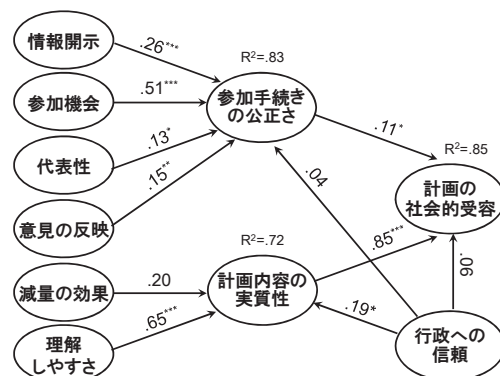 情報開示
参加機会
代表性
意見の反映
減量の効果
理解
しやすさ
.26***
.51***
.13*
.15**
.20
.65***
R²=.83
参加手続き
の公正さ
R²=.72
計画内容の
実質性
.11*
.04
.85***
.19*
.06
R²=.85
計画の
社会的受容
行政への
信頼